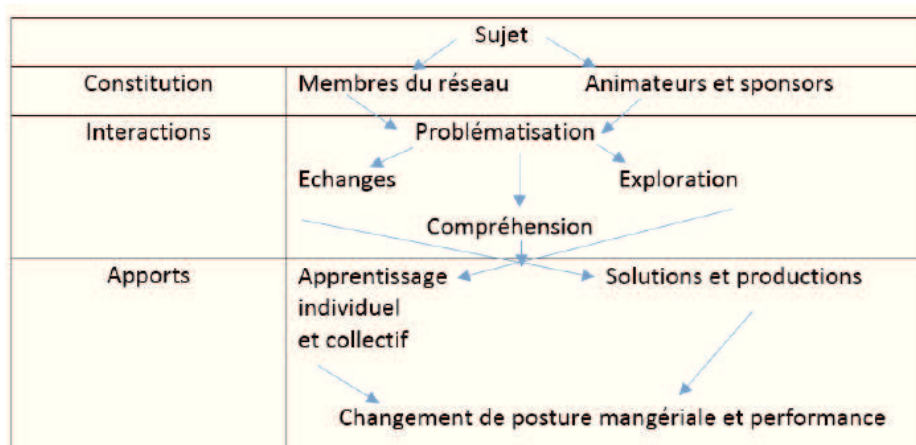 Sujet
Constitution
Membres du réseau
Animateurs et sponsors
Interactions
Problématisation
Echanges
Exploration
Compréhension
Apports
Apprentissage
individuel
et collectif
Solutions et productions
Changement de posture mangériale et performance